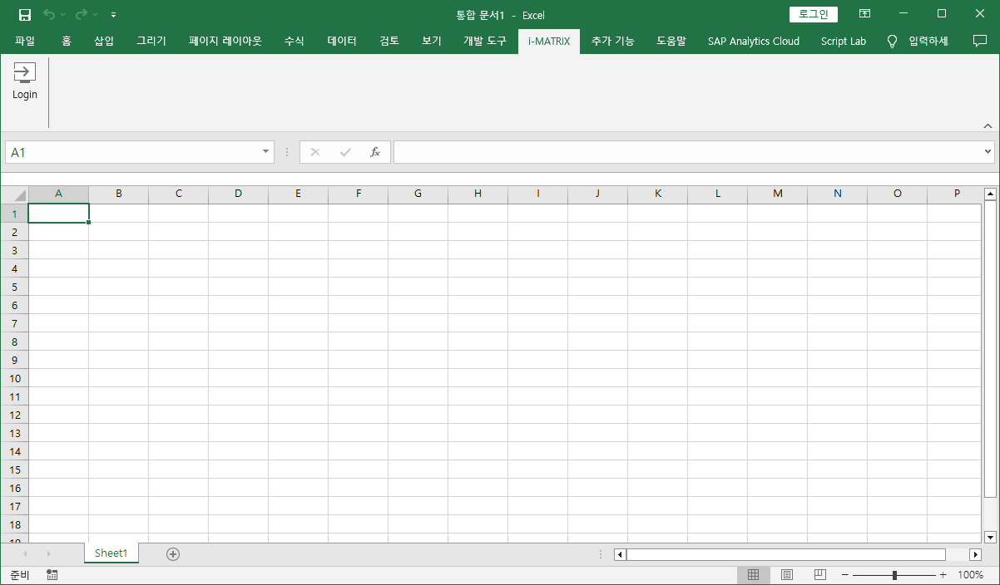 통합 문서1 - Excel
로그인
파일 홈 삽입 그리기 페이지 레이아웃 수식 데이터 검토 보기 개발 도구 i-MATRIX 추가 기능 도움말 SAP Analytics Cloud Script Lab 입력하세
Login
A1
fx
A B C D E F G H I J K L M N O P
1
2
3
4
5
6
7
8
9
10
11
12
13
14
15
16
17
18
19
Sheet1
준비
100%